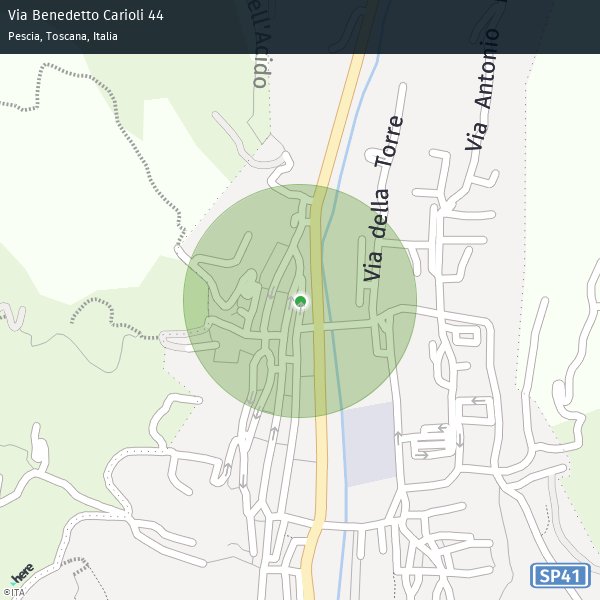 Via Benedetto Carioli 44
Pescia, Toscana, Italia
ell'Acido
Via della Torre
Via Antonio
SP41
here
©ITA